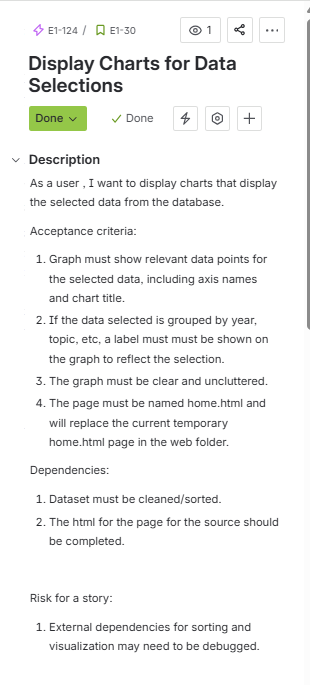 E1-124 / E1-30
1
Display Charts for Data
Selections
Done
Done
Description
As a user , I want to display charts that display
the selected data from the database.
Acceptance criteria:
1. Graph must show relevant data points for
the selected data, including axis names
and chart title.
2. If the data selected is grouped by year,
topic, etc, a label must must be shown on
the graph to reflect the selection.
3. The graph must be clear and uncluttered.
4. The page must be named home.html and
will replace the current temporary
home.html page in the web folder.
Dependencies:
1. Dataset must be cleaned/sorted.
2. The html for the page for the source should
be completed.
Risk for a story:
1. External dependencies for sorting and
visualization may need to be debugged.